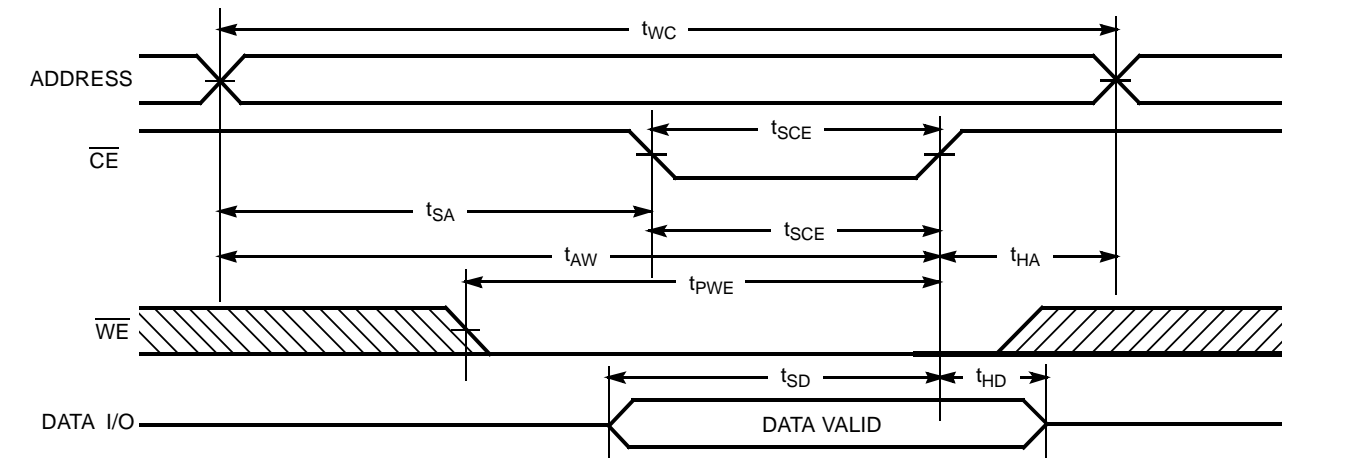 tWC
ADDRESS
tSCE
CE
tSA
tSCE
tAW
tHA
tPWE
WE
tSD
tHD
DATA I/O
DATA VALID